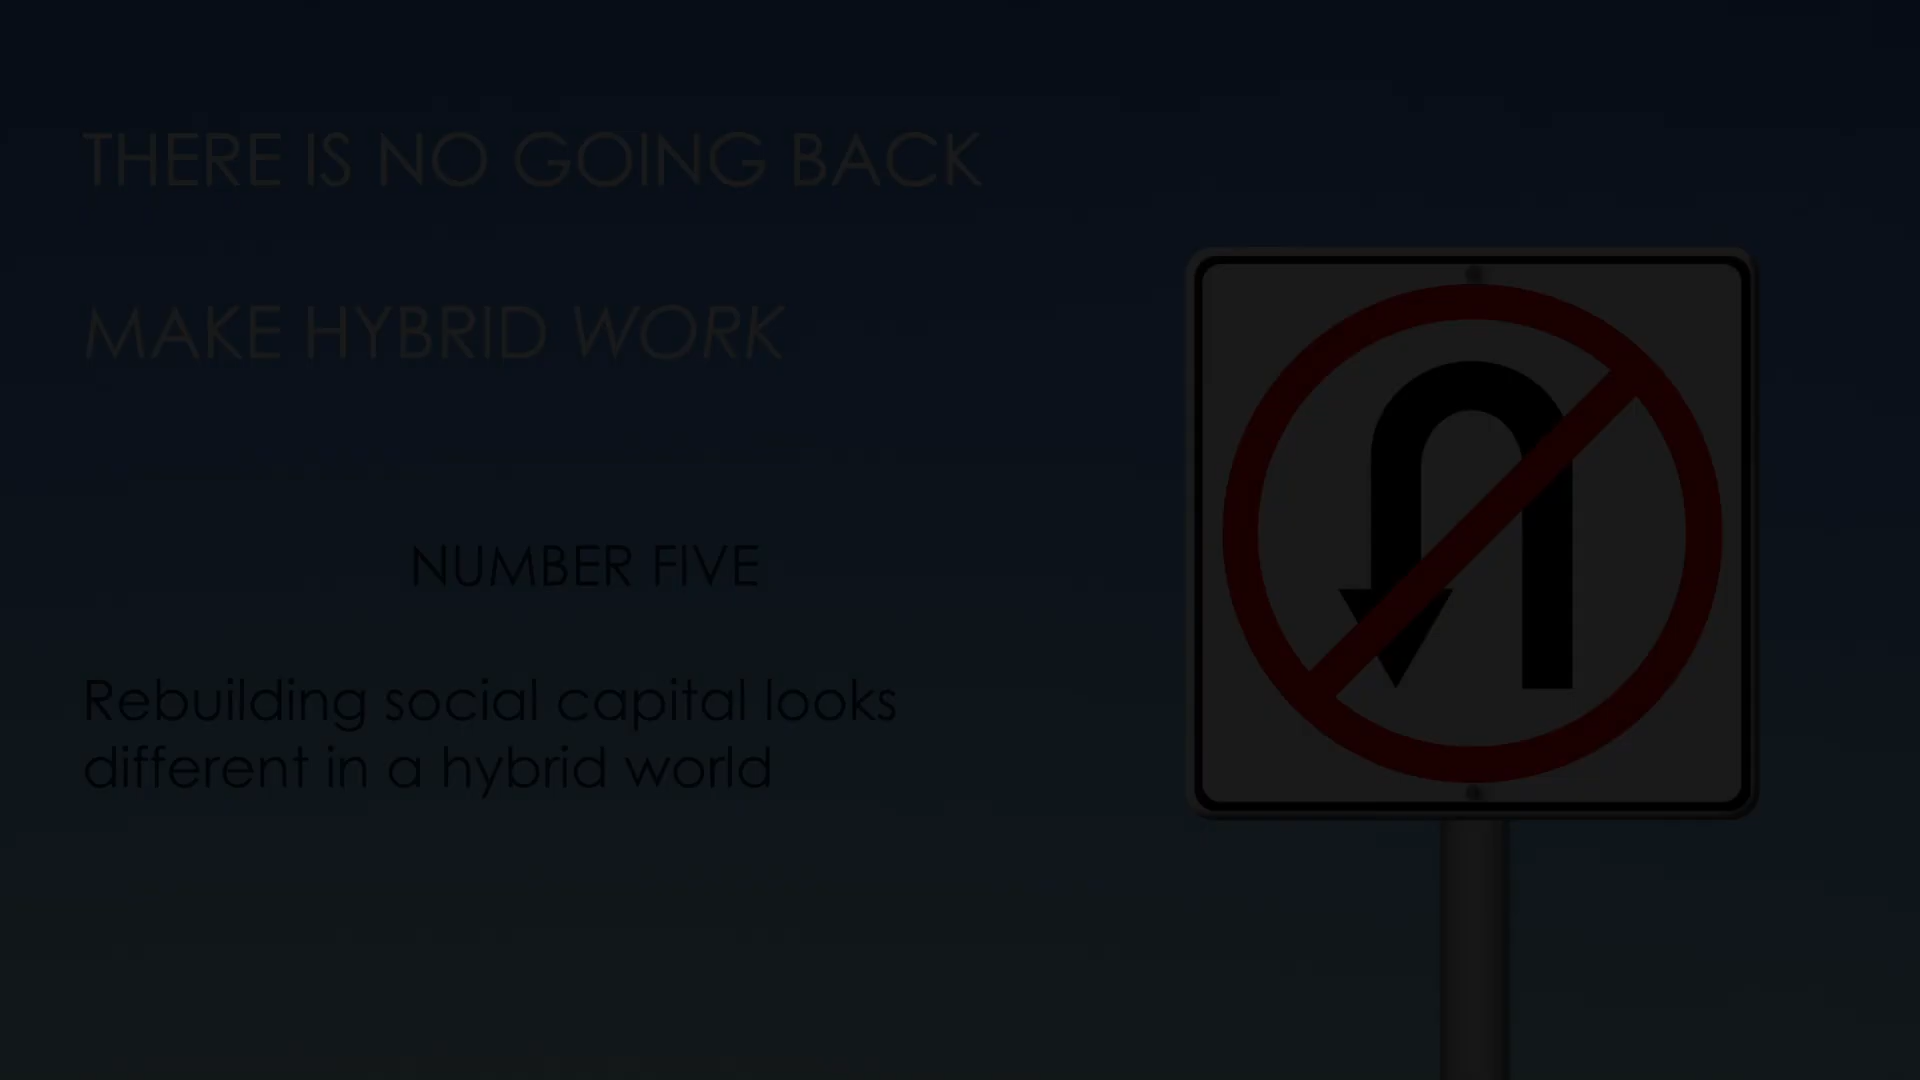 THERE IS NO GOING BACK
MAKE HYBRID WORK
NUMBER FIVE
Rebuilding social capital looks
different in a hybrid world